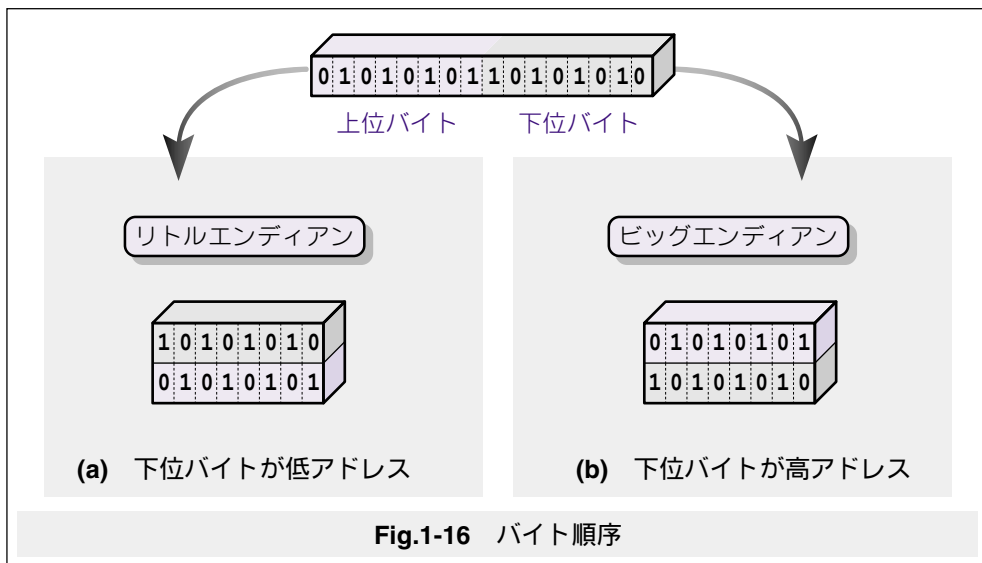 0101010110101010
上位バイト 下位バイト
リトルエンディアン
10101010
01010101
(a) 下位バイトが低アドレス
ビッグエンディアン
01010101
10101010
(b) 下位バイトが高アドレス
Fig.1-16 バイト順序